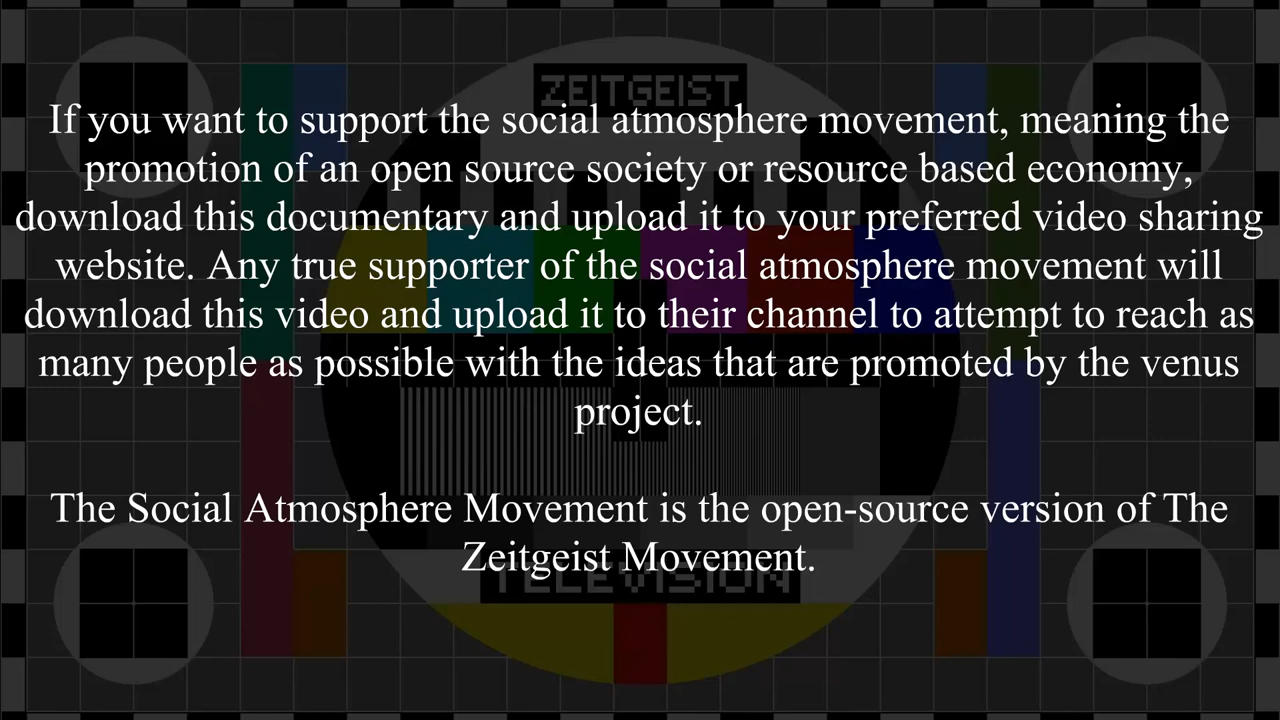 ZEITGEIST
If you want to support the social atmosphere movement, meaning the
promotion of an open source society or resource based economy,
download this documentary and upload it to your preferred video sharing
website. Any true supporter of the social atmosphere movement will
download this video and upload it to their channel to attempt to reach as
many people as possible with the ideas that are promoted by the venus
project.
The Social Atmosphere Movement is the open-source version of The
Zeitgeist Movement.
TELEVISION